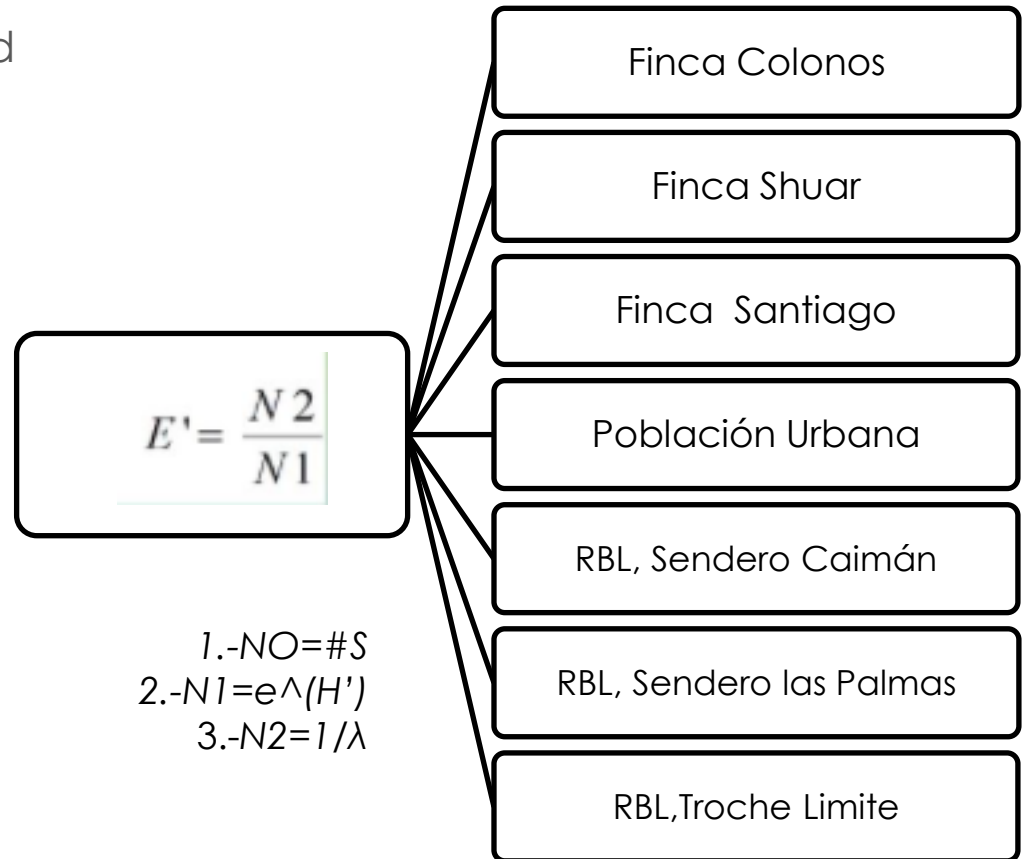 d
Finca Colonos
Finca Shuar
Finca Santiago
Población Urbana
RBL, Sendero Caimán
RBL, Sendero las Palmas
RBL,Troche Limite
E'= N2/N1
1.-NO=#S
2.-N1=e^(H’)
3.-N2=1/λ